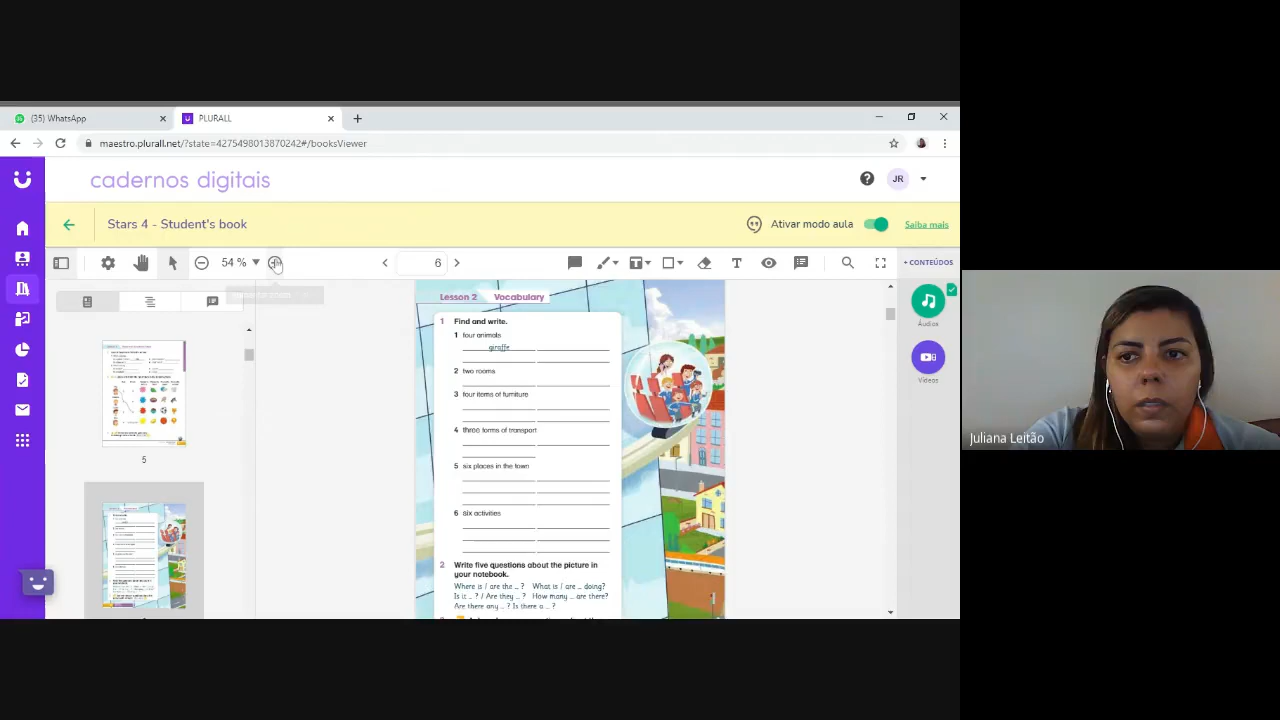 (35) WhatsApp
PLURALL
maestro.plurall.net/?state=4275498013870242#/booksViewer
cadernos digitais
JR
Stars 4 - Student's book
Ativar modo aula
Saiba mais
54 %
6
+ CONTEÚDOS
Lesson 2 Vocabulary
1 Find and write.
1 four animals
giraffe
2 two rooms
3 four items of furniture
4 three forms of transport
5 six places in the town
6 six activities
2 Write five questions about the picture in
your notebook.
Where is / are the ... ? What is / are ... doing?
Is it ... ? / Are they ... ? How many ... are there?
Are there any ... ? Is there a ... ?
5
Áudios
Vídeos
Juliana Leitão